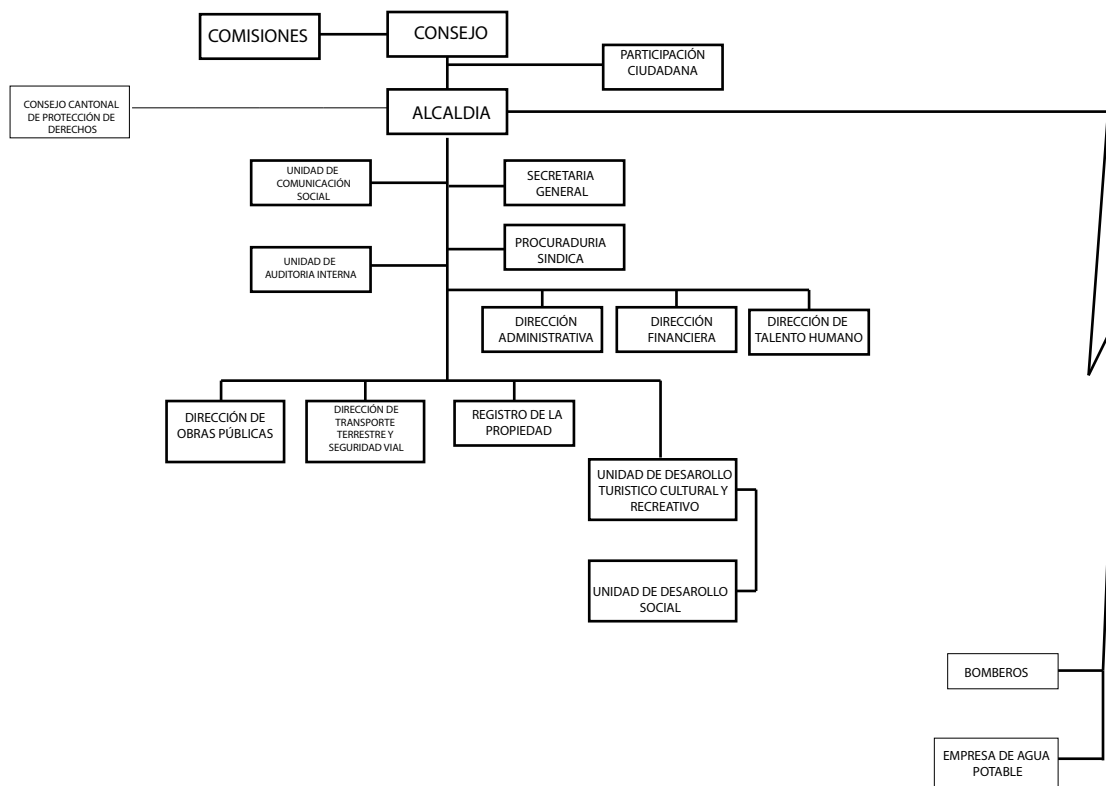 COMISIONES
CONSEJO
PARTICIPACIÓN
CIUDADANA
CONSEJO CANTONAL
DE PROTECCIÓN DE
DERECHOS
ALCALDIA
UNIDAD DE
COMUNICACIÓN
SOCIAL
SECRETARIA
GENERAL
UNIDAD DE
AUDITORIA INTERNA
PROCURADURIA
SINDICA
DIRECCIÓN
ADMINISTRATIVA
DIRECCIÓN
FINANCIERA
DIRECCIÓN DE
TALENTO HUMANO
DIRECCIÓN DE
OBRAS PÚBLICAS
DIRECCIÓN DE
TRANSPORTE
TERRESTRE Y
SEGURIDAD VIAL
REGISTRO DE LA
PROPIEDAD
UNIDAD DE DESAROLLO
TURISTICO CULTURAL Y
RECREATIVO
UNIDAD DE DESAROLLO
SOCIAL
BOMBEROS
EMPRESA DE AGUA
POTABLE